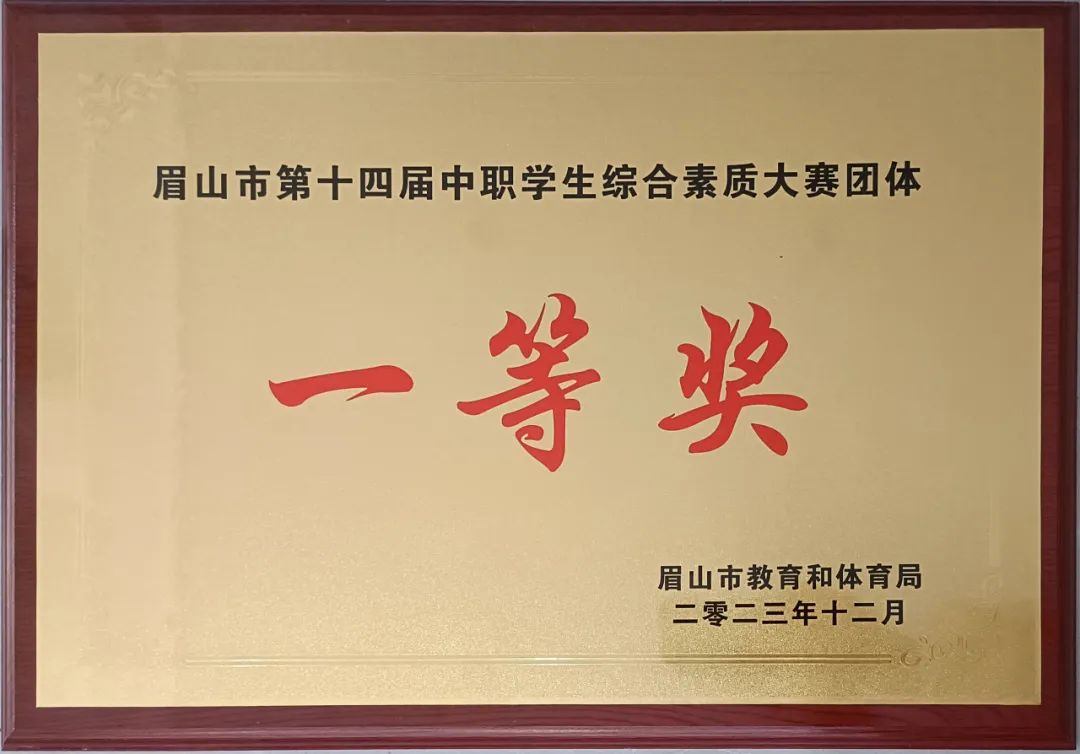 眉山市第十四届中职学生综合素质大赛团体
一等奖
眉山市教育和体育局
二零二三年十二月